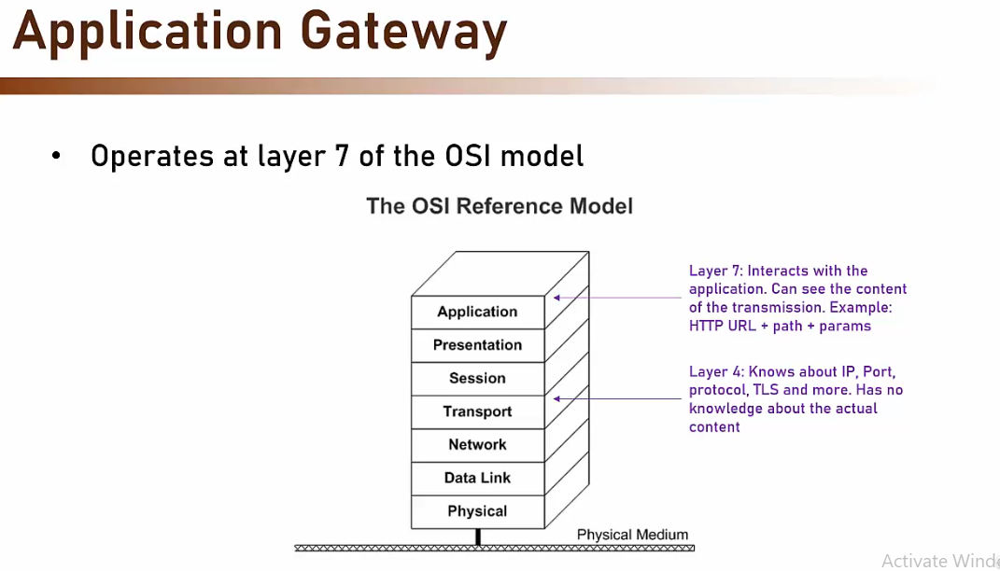 Application Gateway
• Operates at layer 7 of the OSI model
The OSI Reference Model
Layer 7: Interacts with the
application. Can see the content
of the transmission. Example:
HTTP URL + path + params
Application
Presentation
Session
Transport
Network
Data Link
Physical
Layer 4: Knows about IP, Port,
protocol, TLS and more. Has no
knowledge about the actual
content
Physical Medium
Activate Wind